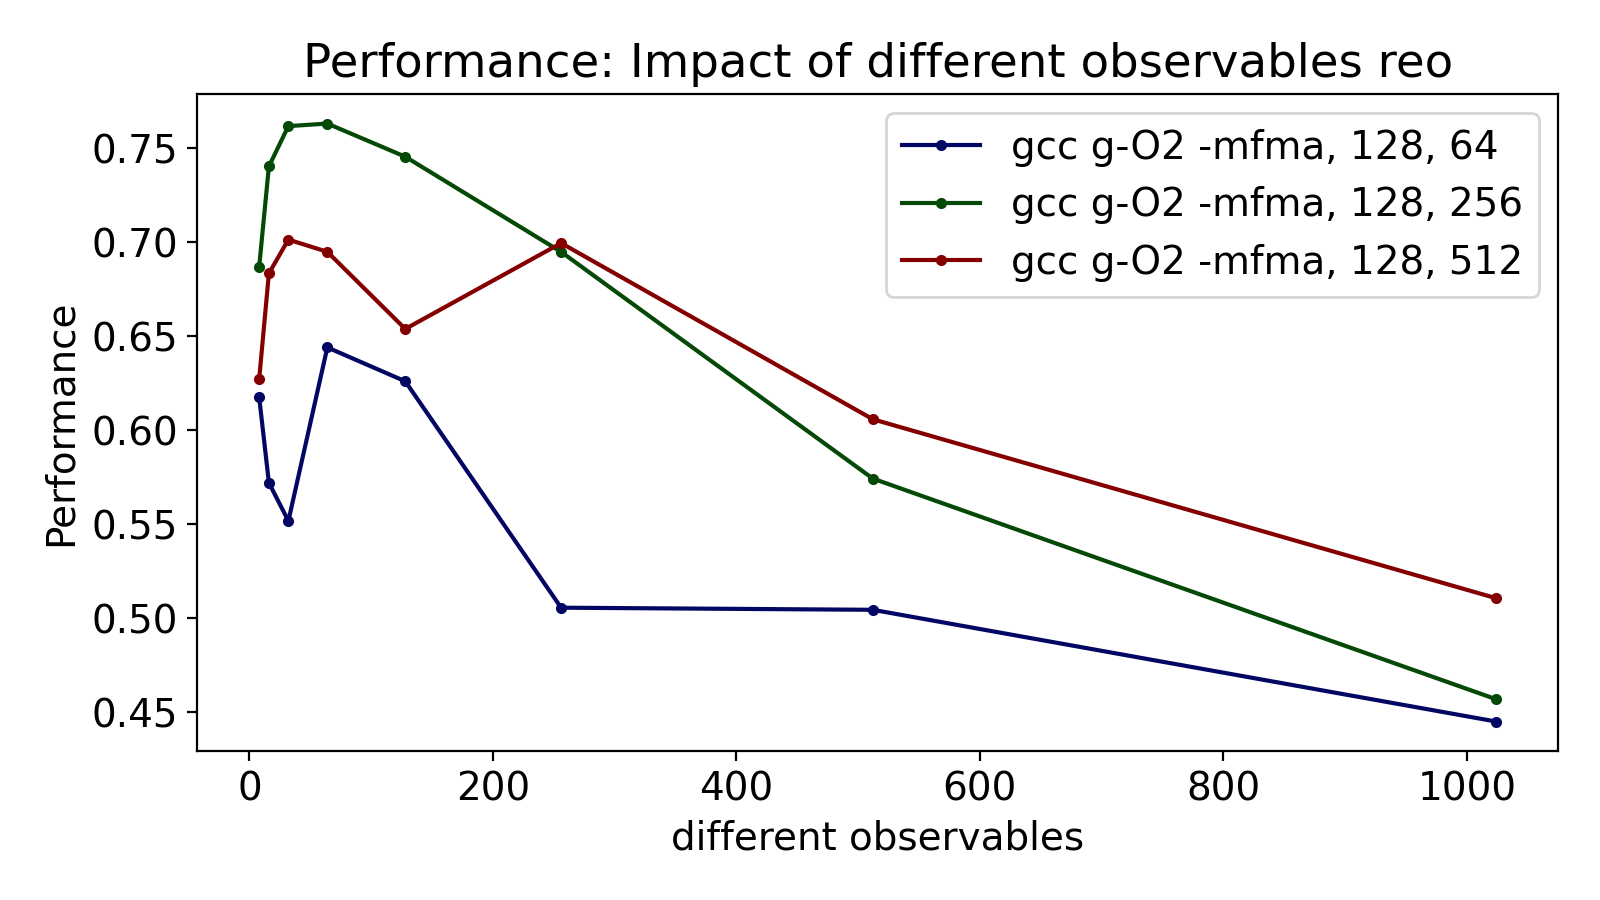 Performance: Impact of different observables reo
gcc g-O2 -mfma, 128, 64
gcc g-O2 -mfma, 128, 256
gcc g-O2 -mfma, 128, 512
Performance
0.75
0.70
0.65
0.60
0.55
0.50
0.45
0 200 400 600 800 1000
different observables